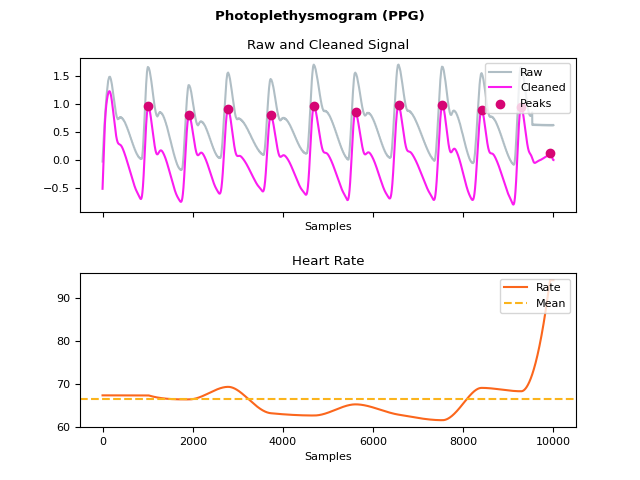 Photoplethysmogram (PPG)
Raw and Cleaned Signal
1.5
1.0
0.5
0.0
−0.5
Raw
Cleaned
Peaks
Samples
Heart Rate
90
80
70
60
Rate
Mean
0 2000 4000 6000 8000 10000
Samples